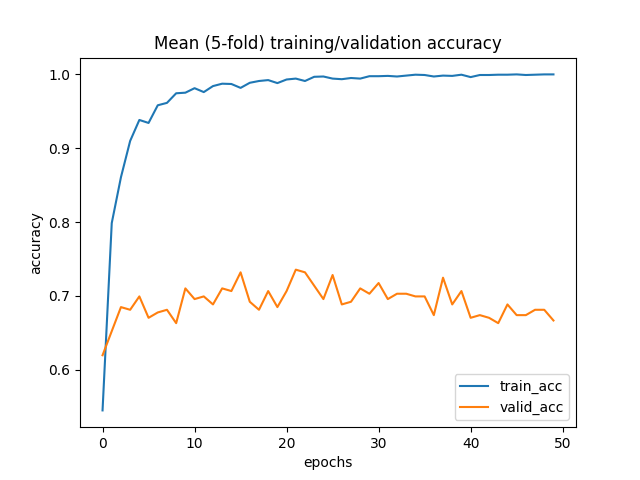 Mean (5-fold) training/validation accuracy
accuracy
1.0
0.9
0.8
0.7
0.6
0
10
20
30
40
50
epochs
train_acc
valid_acc